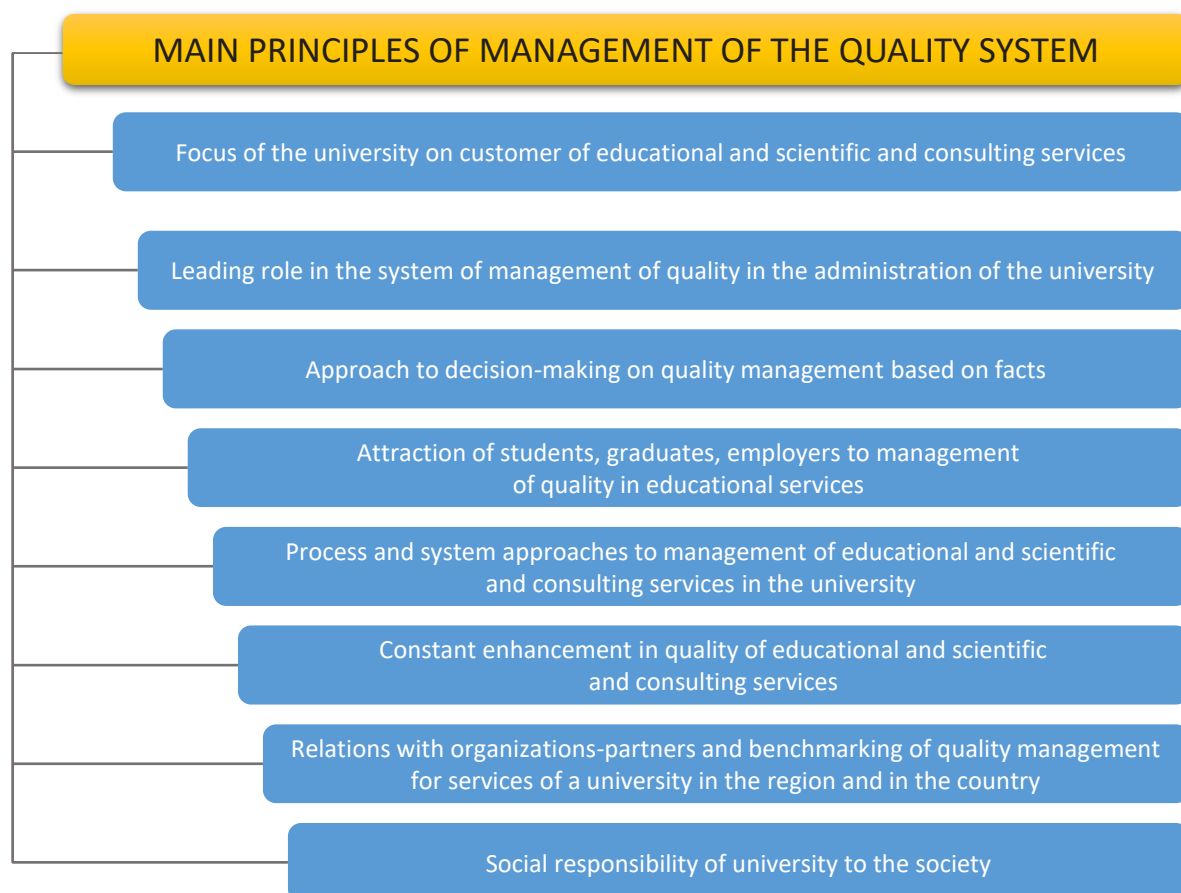 MAIN PRINCIPLES OF MANAGEMENT OF THE QUALITY SYSTEM
Focus of the university on customer of educational and scientific and consulting services
Leading role in the system of management of quality in the administration of the university
Approach to decision-making on quality management based on facts
Attraction of students, graduates, employers to management
of quality in educational services
Process and system approaches to management of educational and scientific
and consulting services in the university
Constant enhancement in quality of educational and scientific
and consulting services
Relations with organizations-partners and benchmarking of quality management
for services of a university in the region and in the country
Social responsibility of university to the society